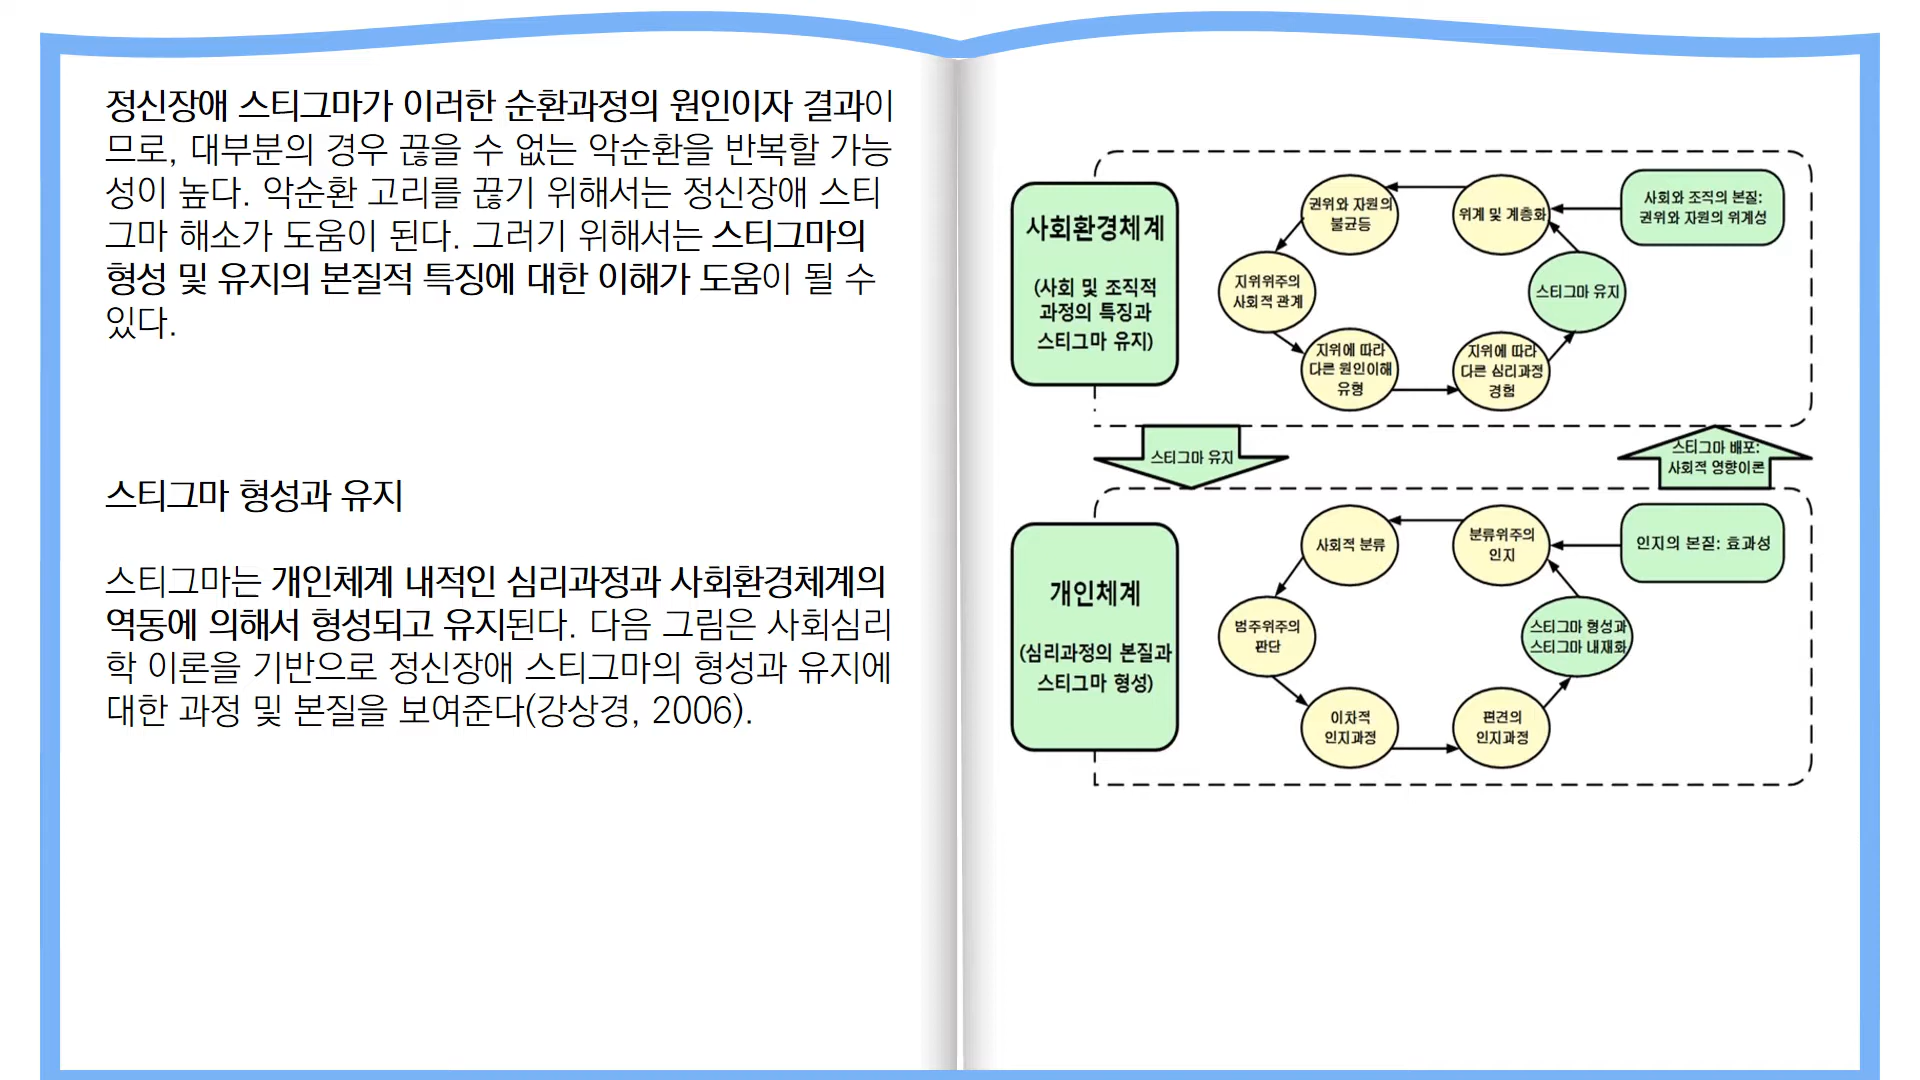 정신장애 스티그마가 이러한 순환과정의 원인이자 결과이
므로, 대부분의 경우 끊을 수 없는 악순환을 반복할 가능
성이 높다. 악순환 고리를 끊기 위해서는 정신장애 스티
그마 해소가 도움이 된다. 그러기 위해서는 스티그마의
형성 및 유지의 본질적 특징에 대한 이해가 도움이 될 수
있다.
스티그마 형성과 유지
스티그마는 개인체계 내적인 심리과정과 사회환경체계의
역동에 의해서 형성되고 유지된다. 다음 그림은 사회심리
학 이론을 기반으로 정신장애 스티그마의 형성과 유지에
대한 과정 및 본질을 보여준다(강상경, 2006).
사회환경체계
(사회 및 조직적
과정의 특징과
스티그마 유지)
권위와 자원의
불균등
위계 및 계층화
사회와 조직의 본질:
권위와 자원의 위계성
지위위주의
사회적 관계
스티그마 유지
지위에 따라
다른 원인이해
유형
지위에 따라
다른 심리과정
경험
스티그마 유지
스티그마 배포:
사회적 영향이론
개인체계
(심리과정의 본질과
스티그마 형성)
사회적 분류
분류위주의
인지
인지의 본질: 효과성
범주위주의
판단
스티그마 형성과
스티그마 내재화
이차적
인지과정
편견의
인지과정